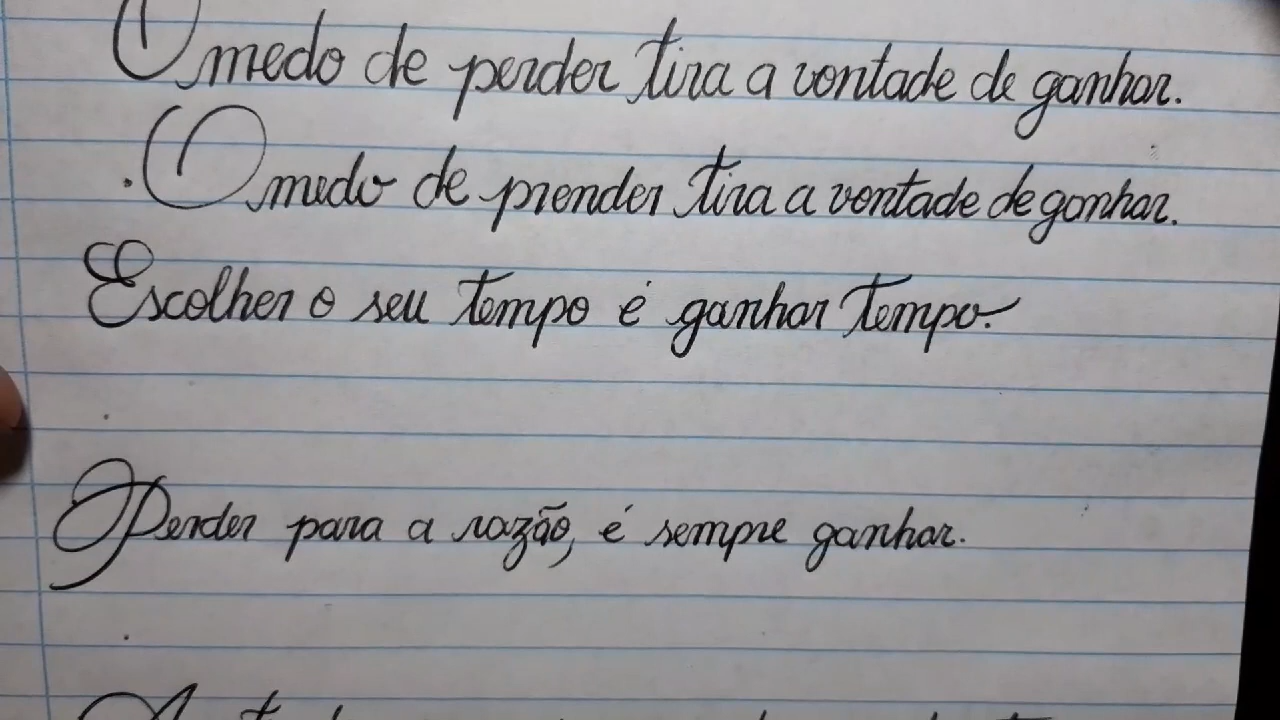 O medo de perder tira a vontade de ganhar.
O medo de prender tira a vontade de ganhar.
Escolher o seu tempo é ganhar tempo.
Perder para a razão, é sempre ganhar.